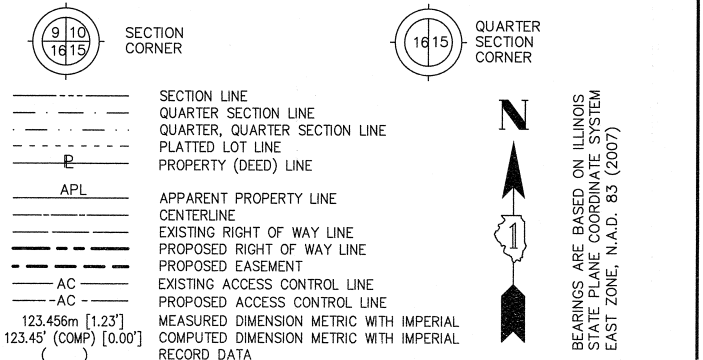 9 10
16 15
SECTION
CORNER
16 15
QUARTER
SECTION
CORNER
SECTION LINE
QUARTER SECTION LINE
QUARTER, QUARTER SECTION LINE
PLATTED LOT LINE
PL PROPERTY (DEED) LINE
APL APPARENT PROPERTY LINE
CENTERLINE
EXISTING RIGHT OF WAY LINE
PROPOSED RIGHT OF WAY LINE
PROPOSED EASEMENT
AC EXISTING ACCESS CONTROL LINE
-AC- PROPOSED ACCESS CONTROL LINE
123.456m [1.23'] MEASURED DIMENSION METRIC WITH IMPERIAL
123.45' (COMP) [0.00'] COMPUTED DIMENSION METRIC WITH IMPERIAL
( ) RECORD DATA
N
1
BEARINGS ARE BASED ON ILLINOIS
STATE PLANE COORDINATE SYSTEM
EAST ZONE, N.A.D. 83 (2007)